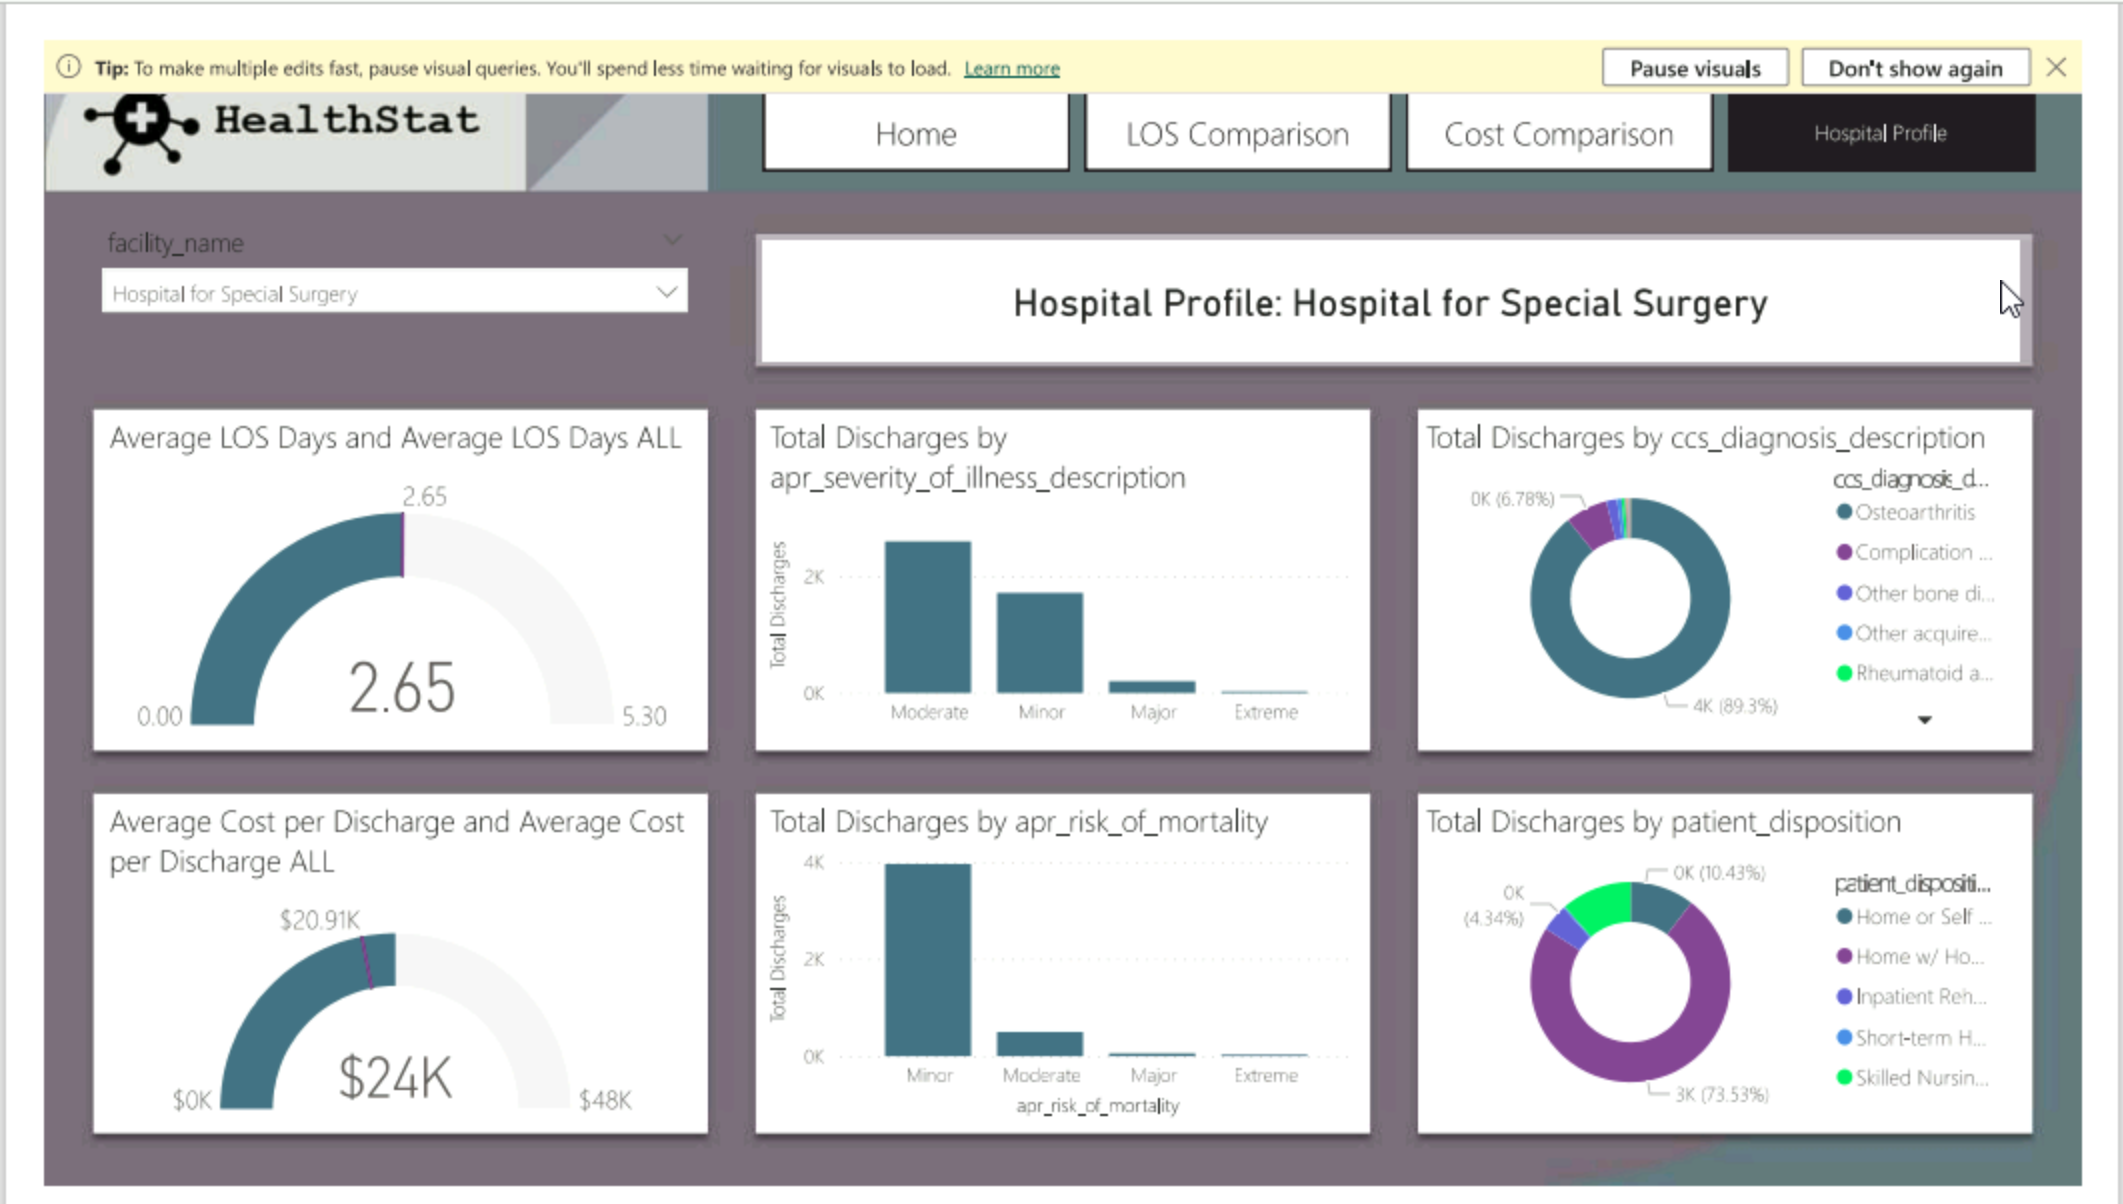 Tip: To make multiple edits fast, pause visual queries. You'll spend less time waiting for visuals to load. Learn more
Pause visuals
Don't show again
HealthStat
Home
LOS Comparison
Cost Comparison
Hospital Profile
facility_name
Hospital for Special Surgery
Hospital Profile: Hospital for Special Surgery
Average LOS Days and Average LOS Days ALL
2.65
2.65
0.00
5.30
Total Discharges by
apr_severity_of_illness_description
Total Discharges
2K
0K
Moderate
Minor
Major
Extreme
Total Discharges by ccs_diagnosis_description
0K (6.78%)
4K (89.3%)
ccs_diagnosis_d...
Osteoarthritis
Complication ...
Other bone di...
Other acquire...
Rheumatoid a...
Average Cost per Discharge and Average Cost
per Discharge ALL
$20.91K
$24K
$0K
$48K
Total Discharges by apr_risk_of_mortality
Total Discharges
4K
2K
0K
Minor
Moderate
Major
Extreme
apr_risk_of_mortality
Total Discharges by patient_disposition
0K (10.43%)
0K
(4.34%)
3K (73.53%)
patient_dispositi...
Home or Self ...
Home w/ Ho...
Inpatient Reh...
Short-term H...
Skilled Nursin...